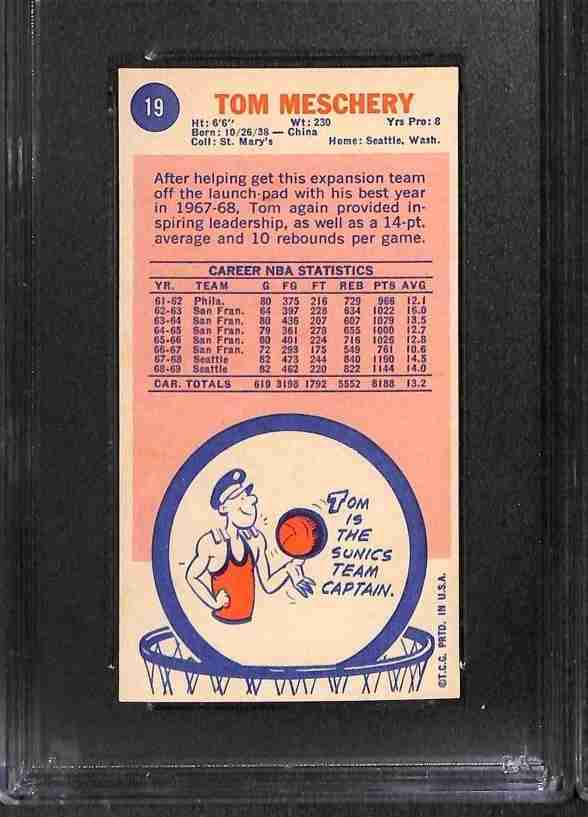 19
TOM MESCHERY
Ht: 6'6" Wt: 230 Yrs Pro: 8
Born: 10/26/38 — China
Coll: St. Mary's Home: Seattle, Wash.
After helping get this expansion team
off the launch-pad with his best year
in 1967-68, Tom again provided in-
spiring leadership, as well as a 14-pt.
average and 10 rebounds per game.
CAREER NBA STATISTICS
YR. TEAM G FG FT REB PTS AVG
61-62 Phila. 80 375 216 729 966 12.1
62-63 San Fran. 64 397 228 634 1022 16.0
63-64 San Fran. 80 436 207 607 1079 13.5
64-65 San Fran. 79 361 278 655 1000 12.7
65-66 San Fran. 80 401 224 716 1026 12.8
66-67 San Fran. 72 293 175 549 761 10.6
67-68 Seattle 82 473 244 840 1190 14.5
68-69 Seattle 82 462 220 822 1144 14.0
CAR. TOTALS 619 3198 1792 5552 8188 13.2
TOM
IS
THE
SUNICS
TEAM
CAPTAIN.
©T.C.G. PRTD. IN U.S.A.